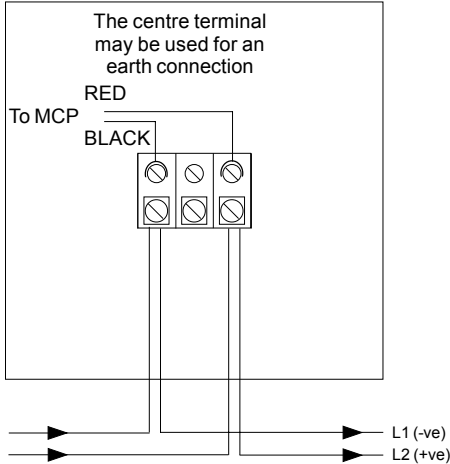 The centre terminal
may be used for an
earth connection
RED
To MCP
BLACK
L1 (-ve)
L2 (+ve)